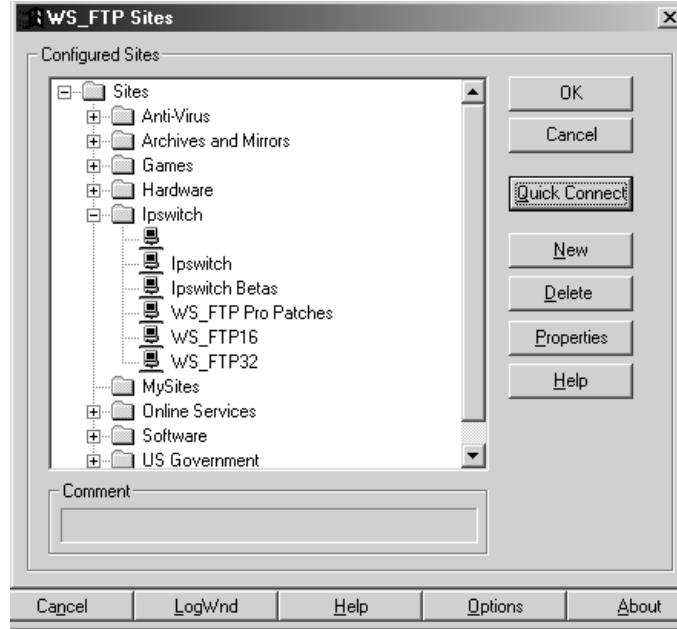 WS_FTP Sites
Configured Sites
Sites
Anti-Virus
Archives and Mirrors
Games
Hardware
Ipswitch
Ipswitch
Ipswitch Betas
WS_FTP Pro Patches
WS_FTP16
WS_FTP32
MySites
Online Services
Software
US Government
OK
Cancel
Quick Connect
New
Delete
Properties
Help
Comment
Cancel
LogWnd
Help
Options
About